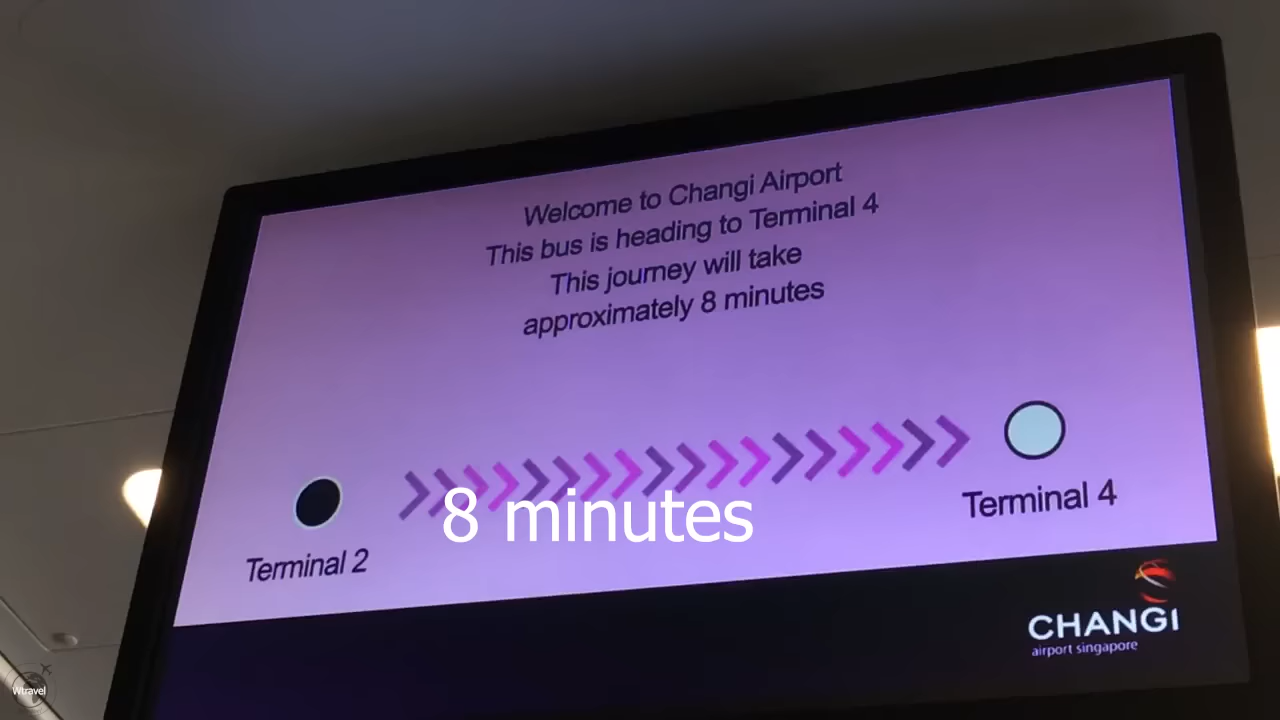 Welcome to Changi Airport
This bus is heading to Terminal 4
This journey will take
approximately 8 minutes
8 minutes
Terminal 2
Terminal 4
CHANGI
airport singapore
Wtravel